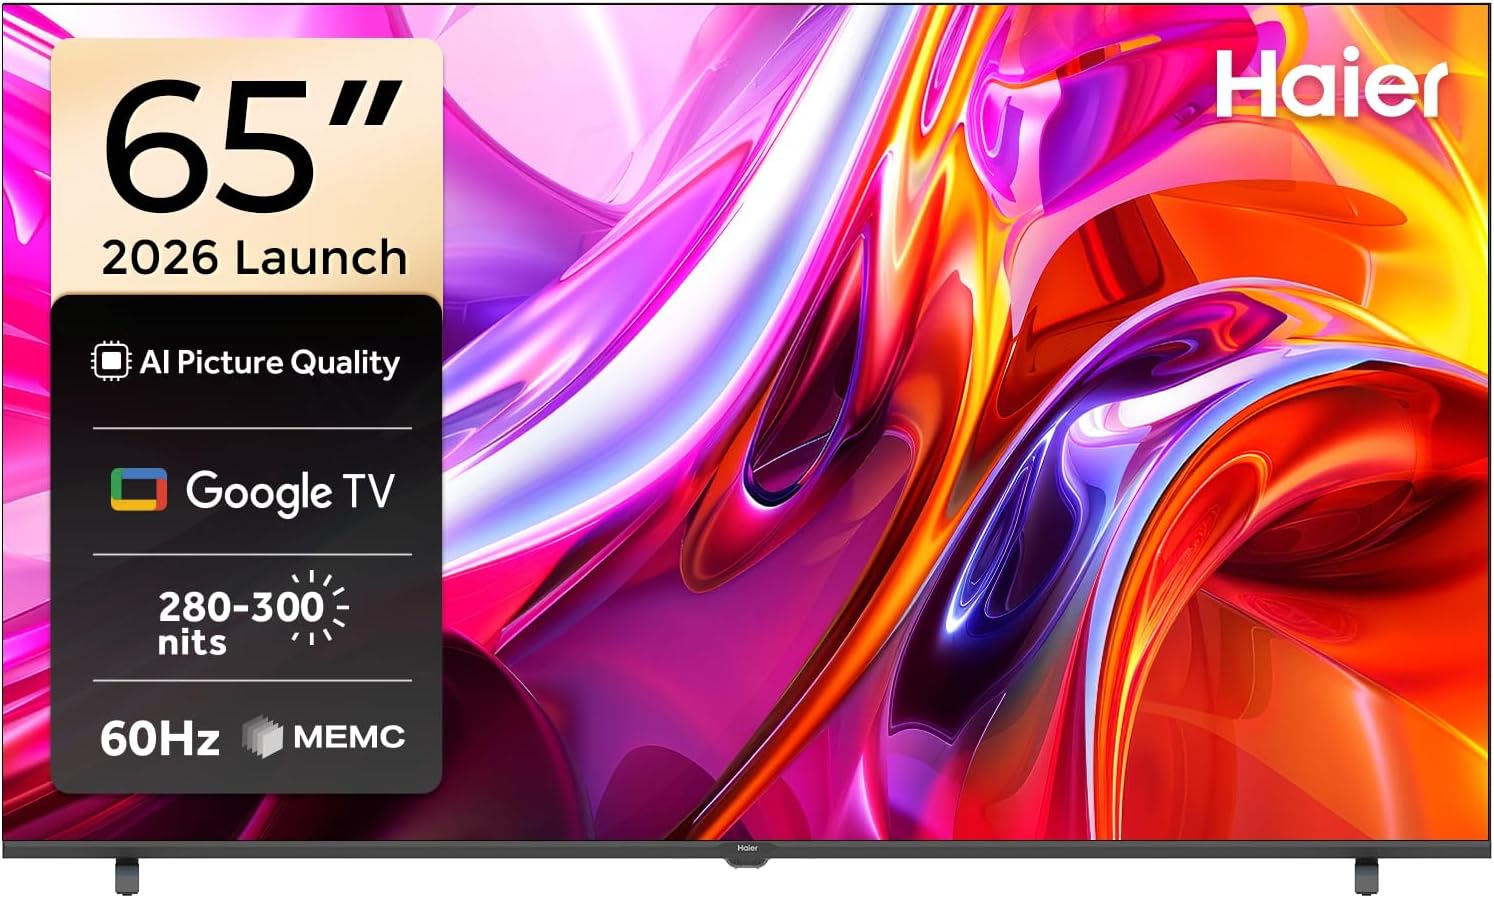 65"
2026 Launch
Haier
AI Picture Quality
Google TV
280-300
nits
60Hz MEMC
Haier